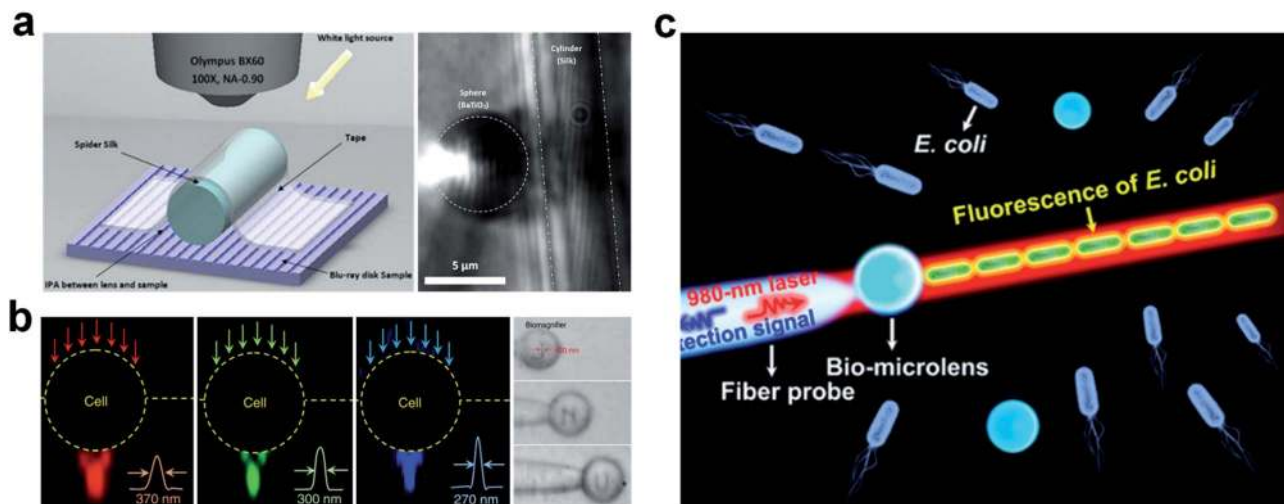 a
Olympus BX60
100X, NA-0.90
White light source
Spider Silk
Tape
IPA between lens and sample
Blu-ray disk Sample
Cylinder
(Silk)
Sphere
(BaTiO₃)
5 μm
b
Cell
370 nm
Cell
300 nm
Cell
270 nm
Biomagnifier
c
E. coli
Fluorescence of E. coli
980-nm laser
tection signal
Bio-microlens
Fiber probe